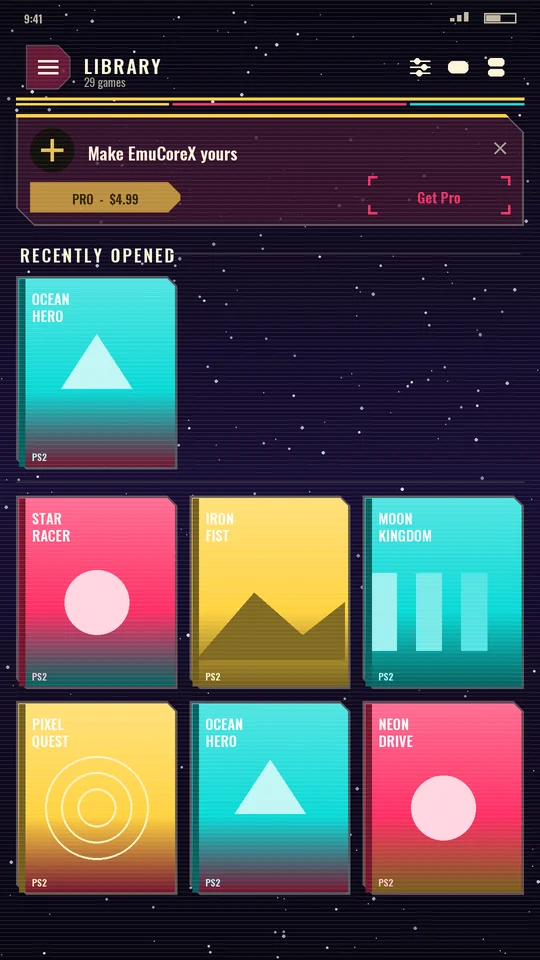 9:41
LIBRARY
29 games
Make EmuCoreX yours
PRO - $4.99
Get Pro
RECENTLY OPENED
OCEAN
HERO
PS2
STAR
RACER
PS2
IRON
FIST
PS2
MOON
KINGDOM
PS2
PIXEL
QUEST
PS2
OCEAN
HERO
PS2
NEON
DRIVE
PS2